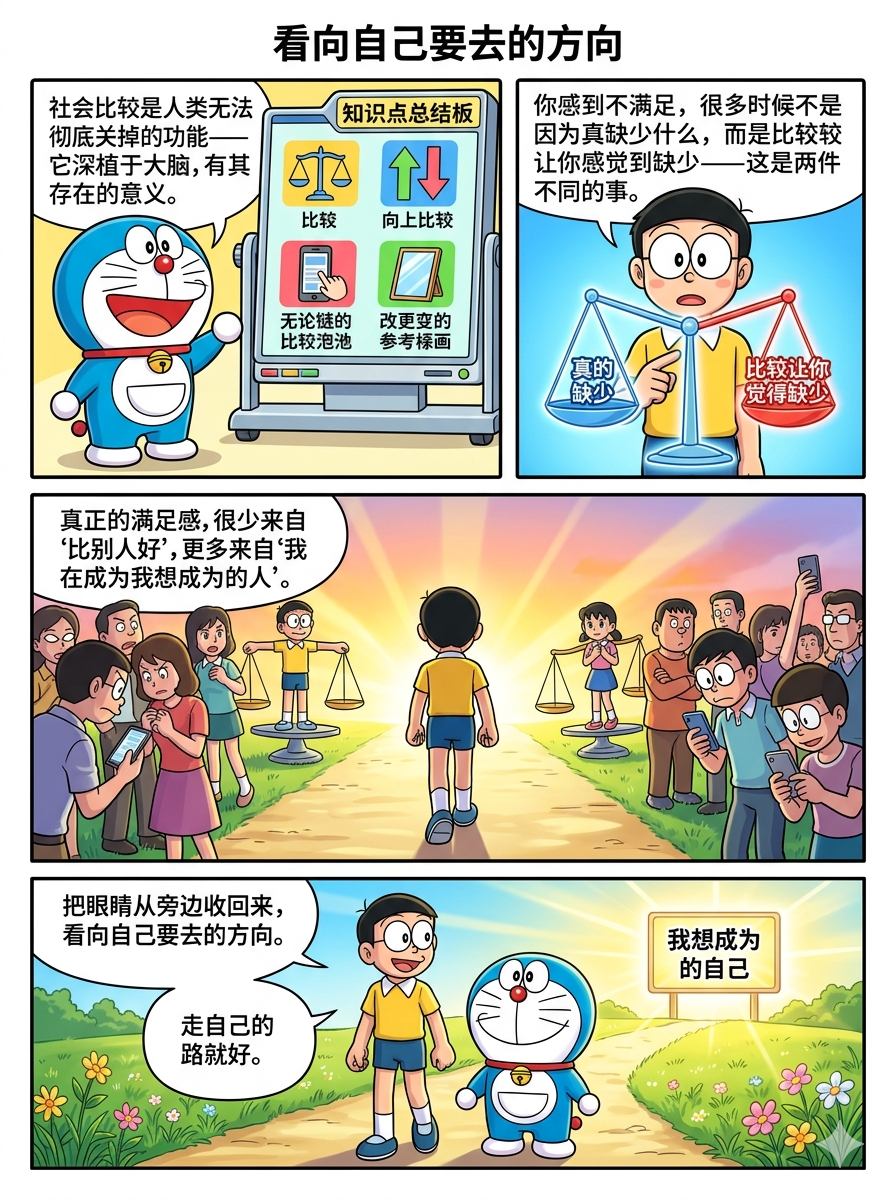 看向自己要去的方向
社会比较是人类无法
彻底关掉的功能——
它深植于大脑，有其
存在的意义。
知识点总结板
比较
向上比较
无论链的
比较泡池
改更变的
参考榇画
你感到不满足，很多时候不是
因为真缺少什么，而是比较较
让你感觉到缺少——这是两件
不同的事。
真的
缺少
比较让你
觉得缺少
真正的满足感，很少来自
‘比别人好’，更多来自‘我
在成为我想成为的人’。
把眼睛从旁边收回来，
看向自己要去的方向。
走自己的
路就好。
我想成为
的自己